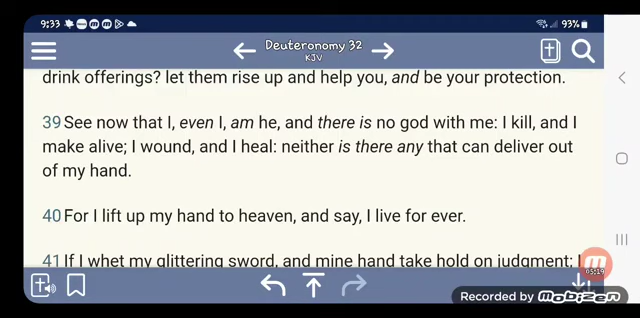 9:33
93%
Deuteronomy 32
KJV
drink offerings? let them rise up and help you, and be your protection.
39 See now that I, even I, am he, and there is no god with me: I kill, and I
make alive; I wound, and I heal: neither is there any that can deliver out
of my hand.
40 For I lift up my hand to heaven, and say, I live for ever.
41 If I whet my glittering sword, and mine hand take hold on judgment; I
03:19
Recorded by Mobizen